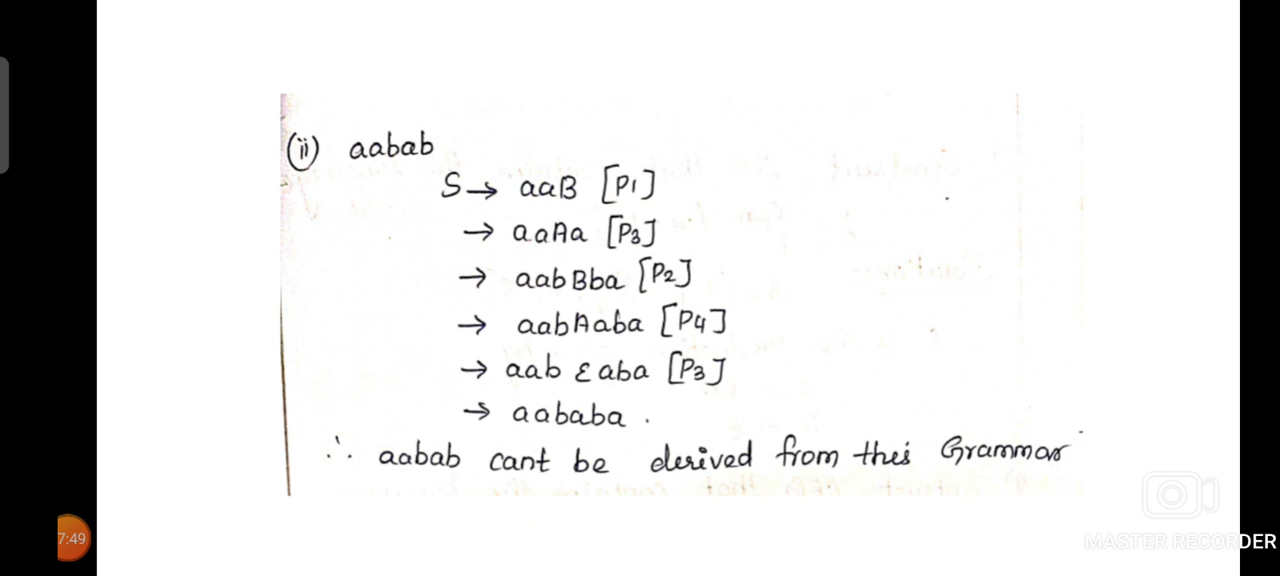 (ii) aabab
S → aaB [P1]
→ aaAa [P3]
→ aabBba [P2]
→ aabAaba [P4]
→ aab ε aba [P3]
→ aababa .
∴ aabab cant be derived from this Grammar
7:49
MASTER RECORDER